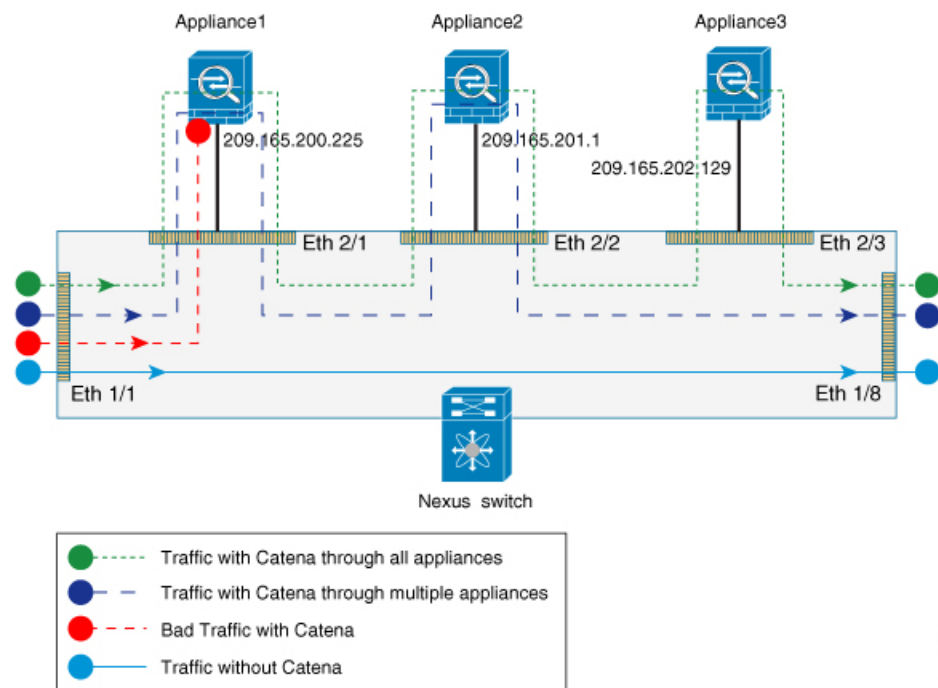 Appliance1
Appliance2
Appliance3
209.165.200.225
209.165.201.1
209.165.202.129
Eth 2/1
Eth 2/2
Eth 2/3
Eth 1/1
Eth 1/8
Nexus switch
Traffic with Catena through all appliances
Traffic with Catena through multiple appliances
Bad Traffic with Catena
Traffic without Catena